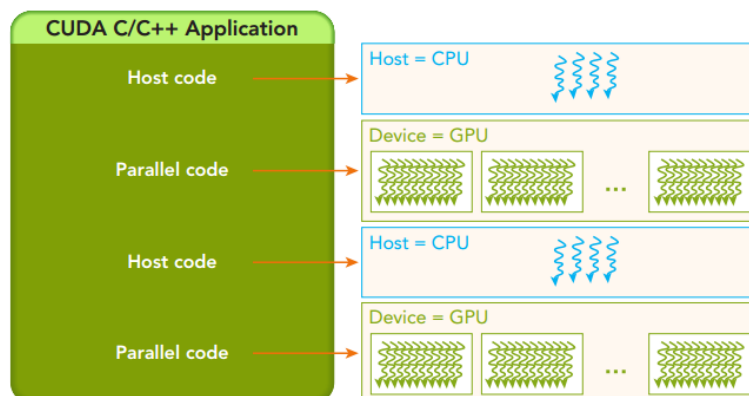 CUDA C/C++ Application
Host code
Host = CPU
Parallel code
Device = GPU
...
Host code
Host = CPU
Parallel code
Device = GPU
...